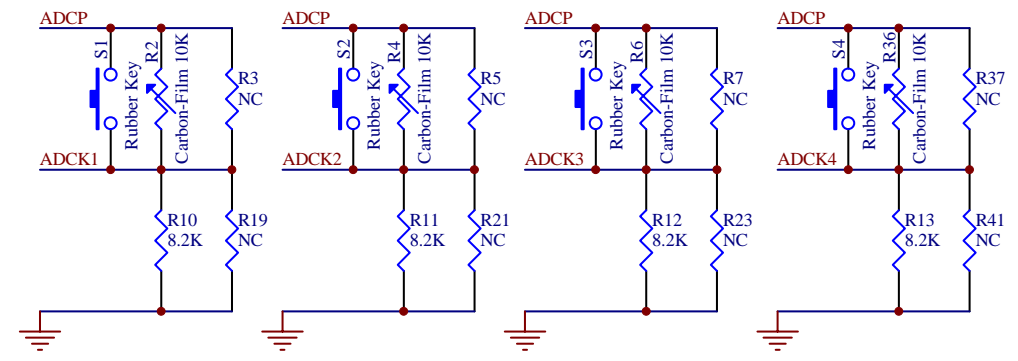 ADCP
S1
Rubber Key
R2
Carbon-Film 10K
R3
NC
ADCK1
R10
8.2K
R19
NC
ADCP
S2
Rubber Key
R4
Carbon-Film 10K
R5
NC
ADCK2
R11
8.2K
R21
NC
ADCP
S3
Rubber Key
R6
Carbon-Film 10K
R7
NC
ADCK3
R12
8.2K
R23
NC
ADCP
S4
Rubber Key
R36
Carbon-Film 10K
R37
NC
ADCK4
R13
8.2K
R41
NC